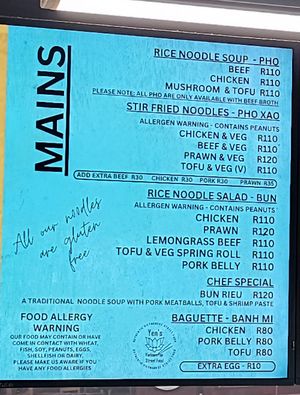 MAINS
RICE NOODLE SOUP - PHO
BEEF R110
CHICKEN R110
MUSHROOM & TOFU R110
PLEASE NOTE: ALL PHO ARE ONLY AVAILABLE WITH BEEF BROTH
STIR FRIED NOODLES - PHO XAO
ALLERGEN WARNING - CONTAINS PEANUTS
CHICKEN & VEG R110
BEEF & VEG R110
PRAWN & VEG R120
TOFU & VEG (V) R110
ADD EXTRA BEEF R30 CHICKEN R30 PORK R30 PRAWN R35
RICE NOODLE SALAD - BUN
ALLERGEN WARNING - CONTAINS PEANUTS
CHICKEN R110
PRAWN R120
LEMONGRASS BEEF R110
TOFU & VEG SPRING ROLL R110
PORK BELLY R110
All our noodles
are gluten
free
CHEF SPECIAL
BUN RIEU R120
A TRADITIONAL NOODLE SOUP WITH PORK MEATBALLS, TOFU & SHRIMP PASTE
FOOD ALLERGY
WARNING
OUR FOOD MAY CONTAIN OR HAVE
COME IN CONTACT WITH WHEAT,
FISH, SOY, PEANUTS, EGGS,
SHELLFISH OR DAIRY.
PLEASE MAKE US AWARE IF YOU
HAVE ANY FOOD ALLERGIES
Yen's
Vietnamese
Street Food
BAGUETTE - BANH MI
CHICKEN R80
PORK BELLY R80
TOFU R80
EXTRA EGG - R10